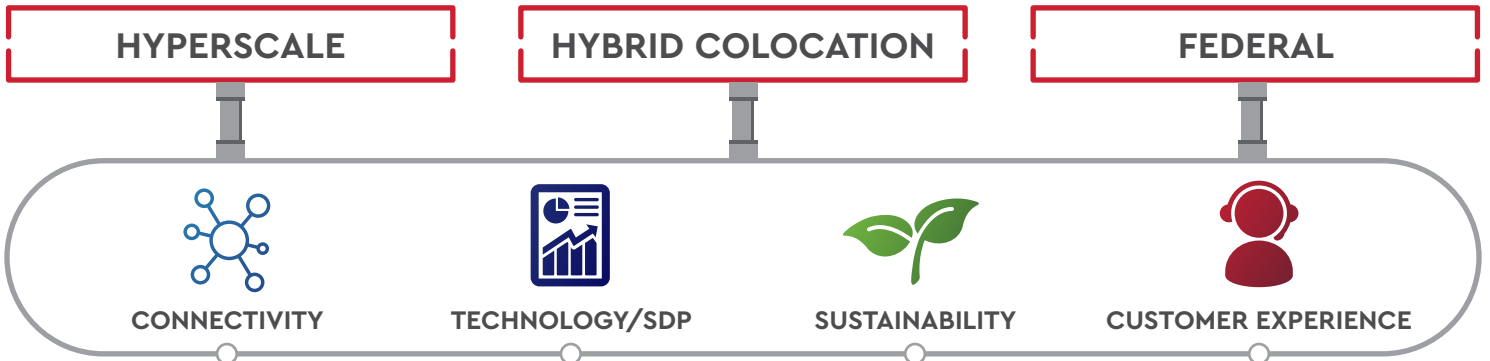 HYPERSCALE
HYBRID COLOCATION
FEDERAL
CONNECTIVITY
TECHNOLOGY/SDP
SUSTAINABILITY
CUSTOMER EXPERIENCE